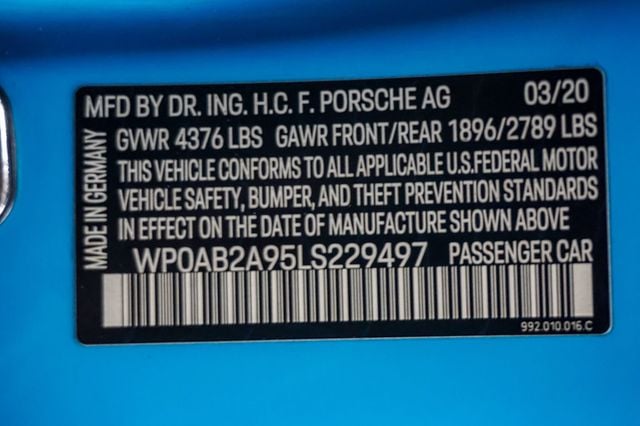 MFD BY DR. ING. H.C. F. PORSCHE AG 03/20
GVWR 4376 LBS GAWR FRONT/REAR 1896/2789 LBS
THIS VEHICLE CONFORMS TO ALL APPLICABLE U.S.FEDERAL MOTOR
VEHICLE SAFETY, BUMPER, AND THEFT PREVENTION STANDARDS
IN EFFECT ON THE DATE OF MANUFACTURE SHOWN ABOVE
WP0AB2A95LS229497 PASSENGER CAR
MADE IN GERMANY
992.010.016.C